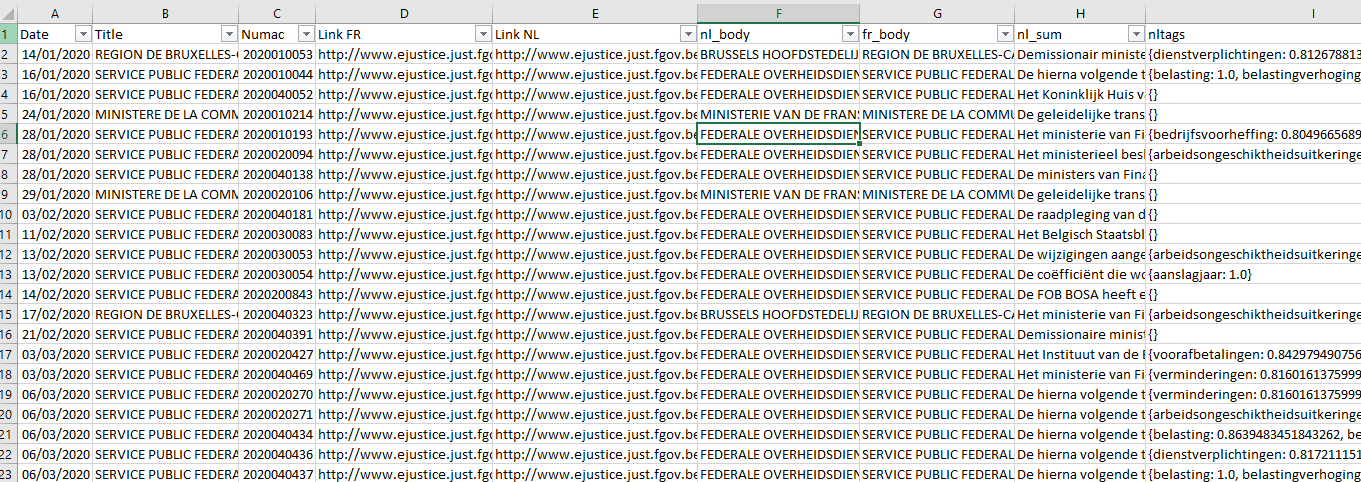 A B C D E F G H I
1 Date Title Numac Link FR Link NL nl_body fr_body nl_sum nltags
2 14/01/2020 REGION DE BRUXELLES-C 2020010053 http://www.ejustice.just.fgo http://www.ejustice.just.fgov.be BRUSSELS HOOFDSTEDELIJ REGION DE BRUXELLES-CA Demissionair ministe {dienstverplichtingen: 0.812678813
3 16/01/2020 SERVICE PUBLIC FEDERA 2020010044 http://www.ejustice.just.fgo http://www.ejustice.just.fgov.be FEDERALE OVERHEIDSDIEN SERVICE PUBLIC FEDERAL De hierna volgende t {belasting: 1.0, belastingverhoging
4 16/01/2020 SERVICE PUBLIC FEDERA 2020040052 http://www.ejustice.just.fgo http://www.ejustice.just.fgov.be FEDERALE OVERHEIDSDIEN SERVICE PUBLIC FEDERAL Het Koninklijk Huis v {}
5 24/01/2020 MINISTERE DE LA COMM 2020010214 http://www.ejustice.just.fgo http://www.ejustice.just.fgov.be MINISTERIE VAN DE FRANS MINISTERE DE LA COMMU De geleidelijke trans {}
6 28/01/2020 SERVICE PUBLIC FEDERA 2020010193 http://www.ejustice.just.fgo http://www.ejustice.just.fgov.be FEDERALE OVERHEIDSDIEN SERVICE PUBLIC FEDERAL Het ministerie van Fi {bedrijfsvoorheffing: 0.8049665689
7 28/01/2020 SERVICE PUBLIC FEDERA 2020020094 http://www.ejustice.just.fgo http://www.ejustice.just.fgov.be FEDERALE OVERHEIDSDIEN SERVICE PUBLIC FEDERAL Het ministerieel besl {arbeidsongeschiktheidsuitkeringe
8 28/01/2020 SERVICE PUBLIC FEDERA 2020040138 http://www.ejustice.just.fgo http://www.ejustice.just.fgov.be FEDERALE OVERHEIDSDIEN SERVICE PUBLIC FEDERAL De ministers van Fina {}
9 29/01/2020 MINISTERE DE LA COMM 2020020106 http://www.ejustice.just.fgo http://www.ejustice.just.fgov.be MINISTERIE VAN DE FRANS MINISTERE DE LA COMMU De geleidelijke trans {}
10 03/02/2020 SERVICE PUBLIC FEDERA 2020040181 http://www.ejustice.just.fgo http://www.ejustice.just.fgov.be FEDERALE OVERHEIDSDIEN SERVICE PUBLIC FEDERAL De raadpleging van d {}
11 11/02/2020 SERVICE PUBLIC FEDERA 2020030083 http://www.ejustice.just.fgo http://www.ejustice.just.fgov.be FEDERALE OVERHEIDSDIEN SERVICE PUBLIC FEDERAL Het Belgisch Staatsbl {}
12 13/02/2020 SERVICE PUBLIC FEDERA 2020030053 http://www.ejustice.just.fgo http://www.ejustice.just.fgov.be FEDERALE OVERHEIDSDIEN SERVICE PUBLIC FEDERAL De wijzigingen aange {arbeidsongeschiktheidsuitkeringe
13 13/02/2020 SERVICE PUBLIC FEDERA 2020030054 http://www.ejustice.just.fgo http://www.ejustice.just.fgov.be FEDERALE OVERHEIDSDIEN SERVICE PUBLIC FEDERAL De coëfficiënt die wo {aanslagjaar: 1.0}
14 14/02/2020 SERVICE PUBLIC FEDERA 2020200843 http://www.ejustice.just.fgo http://www.ejustice.just.fgov.be FEDERALE OVERHEIDSDIEN SERVICE PUBLIC FEDERAL De FOB BOSA heeft e {}
15 17/02/2020 REGION DE BRUXELLES-C 2020040323 http://www.ejustice.just.fgo http://www.ejustice.just.fgov.be BRUSSELS HOOFDSTEDELIJ REGION DE BRUXELLES-CA Het ministerie van Fi {arbeidsongeschiktheidsuitkeringe
16 21/02/2020 SERVICE PUBLIC FEDERA 2020040391 http://www.ejustice.just.fgo http://www.ejustice.just.fgov.be FEDERALE OVERHEIDSDIEN SERVICE PUBLIC FEDERAL Demissionaire minist {}
17 03/03/2020 SERVICE PUBLIC FEDERA 2020020427 http://www.ejustice.just.fgo http://www.ejustice.just.fgov.be FEDERALE OVERHEIDSDIEN SERVICE PUBLIC FEDERAL Het Instituut van de B {voorafbetalingen: 0.842979490756
18 03/03/2020 SERVICE PUBLIC FEDERA 2020040469 http://www.ejustice.just.fgo http://www.ejustice.just.fgov.be FEDERALE OVERHEIDSDIEN SERVICE PUBLIC FEDERAL Het ministerie van Fi {verminderingen: 0.8160161375999
19 06/03/2020 SERVICE PUBLIC FEDERA 2020020270 http://www.ejustice.just.fgo http://www.ejustice.just.fgov.be FEDERALE OVERHEIDSDIEN SERVICE PUBLIC FEDERAL De hierna volgende t {verminderingen: 0.8160161375999
20 06/03/2020 SERVICE PUBLIC FEDERA 2020020271 http://www.ejustice.just.fgo http://www.ejustice.just.fgov.be FEDERALE OVERHEIDSDIEN SERVICE PUBLIC FEDERAL De hierna volgende t {arbeidsongeschiktheidsuitkeringe
21 06/03/2020 SERVICE PUBLIC FEDERA 2020040434 http://www.ejustice.just.fgo http://www.ejustice.just.fgov.be FEDERALE OVERHEIDSDIEN SERVICE PUBLIC FEDERAL De hierna volgende t {belasting: 0.8639483451843262, be
22 06/03/2020 SERVICE PUBLIC FEDERA 2020040436 http://www.ejustice.just.fgo http://www.ejustice.just.fgov.be FEDERALE OVERHEIDSDIEN SERVICE PUBLIC FEDERAL De hierna volgende t {dienstverplichtingen: 0.817211151
23 06/03/2020 SERVICE PUBLIC FEDERA 2020040437 http://www.ejustice.just.fgo http://www.ejustice.just.fgov.be FEDERALE OVERHEIDSDIEN SERVICE PUBLIC FEDERAL De hierna volgende t {belasting: 1.0, belastingverhoging